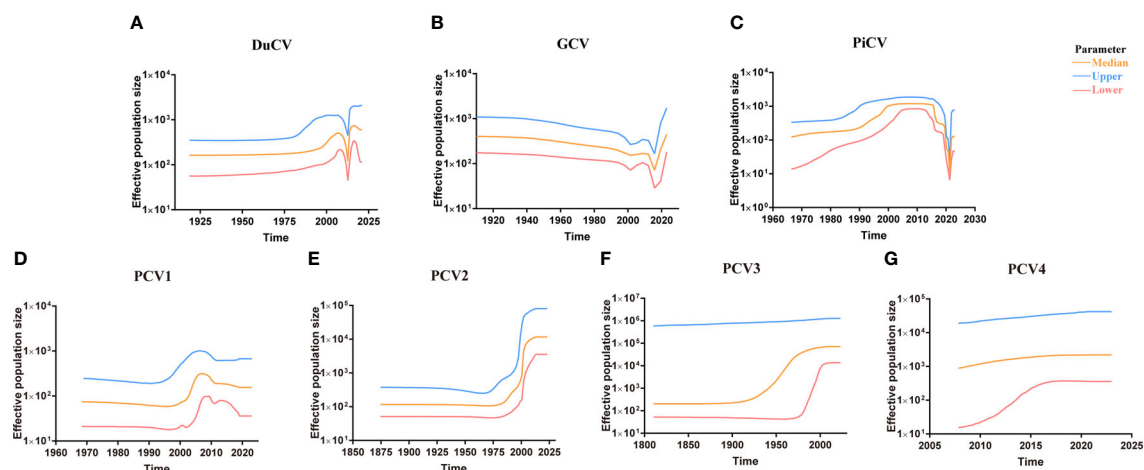 A
DuCV
Effective population size
1×10⁴
1×10³
1×10²
1×10¹
1925 1950 1975 2000 2025
Time
B
GCV
Effective population size
1×10⁴
1×10³
1×10²
1×10¹
1920 1940 1960 1980 2000 2020
Time
C
PiCV
Effective population size
1×10⁴
1×10³
1×10²
1×10¹
1×10⁰
1960 1970 1980 1990 2000 2010 2020 2030
Time
Parameter
Median
Upper
Lower
D
PCV1
Effective population size
1×10⁴
1×10³
1×10²
1×10¹
1960 1970 1980 1990 2000 2010 2020
Time
E
PCV2
Effective population size
1×10⁵
1×10⁴
1×10³
1×10²
1×10¹
1850 1875 1900 1925 1950 1975 2000 2025
Time
F
PCV3
Effective population size
1×10⁷
1×10⁶
1×10⁵
1×10⁴
1×10³
1×10²
1×10¹
1800 1850 1900 1950 2000
Time
G
PCV4
Effective population size
1×10⁵
1×10⁴
1×10³
1×10²
1×10¹
2005 2010 2015 2020 2025
Time